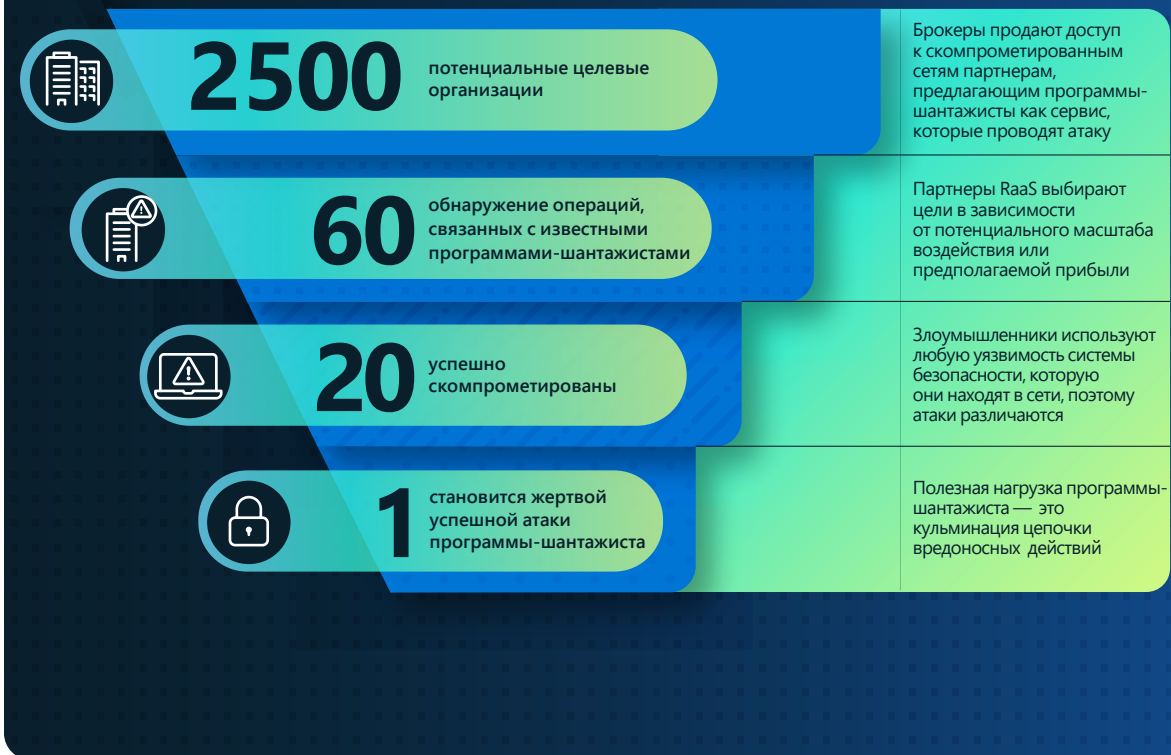 2500
потенциальные целевые
организации
Брокеры продают доступ
к скомпрометированным
сетям партнерам,
предлагающим программы-
шантажисты как сервис,
которые проводят атаку
60
обнаружение операций,
связанных с известными
программами-шантажистами
Партнеры RaaS выбирают
цели в зависимости
от потенциального масштаба
воздействия или
предполагаемой прибыли
20
успешно
скомпрометированы
Злоумышленники используют
любую уязвимость системы
безопасности, которую
они находят в сети, поэтому
атаки различаются
1
становится жертвой
успешной атаки
программы-шантажиста
Полезная нагрузка программы-
шантажиста — это
кульминация цепочки
вредоносных действий